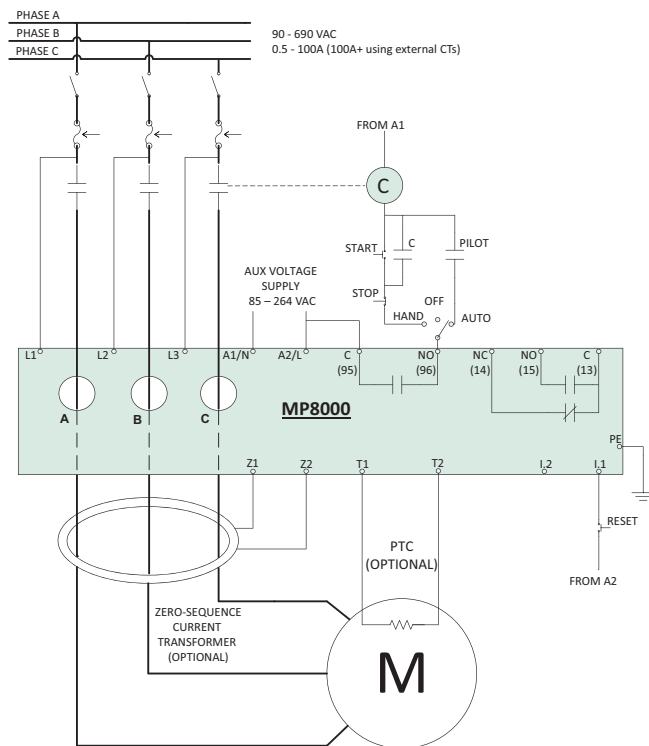 PHASE A
PHASE B
PHASE C
90 - 690 VAC
0.5 - 100A (100A+ using external CTs)
FROM A1
C
START
C
PILOT
AUX VOLTAGE
SUPPLY
85 – 264 VAC
STOP
OFF
HAND
AUTO
L1
L2
L3
A1/N
A2/L
C
(95)
NO
(96)
NC
(14)
NO
(15)
C
(13)
A
B
C
MP8000
PE
Z1
Z2
T1
T2
I.2
I.1
RESET
PTC
(OPTIONAL)
FROM A2
ZERO-SEQUENCE
CURRENT
TRANSFORMER
(OPTIONAL)
M